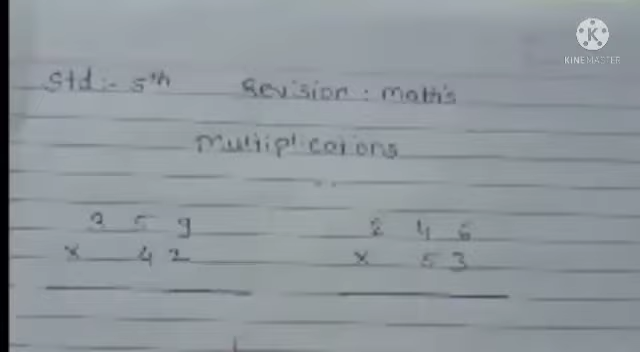 K
KINEMASTER
Std:- 5th Revision : math's
multiplications
3 5 9 2 4 6
x 4 2 x 5 3